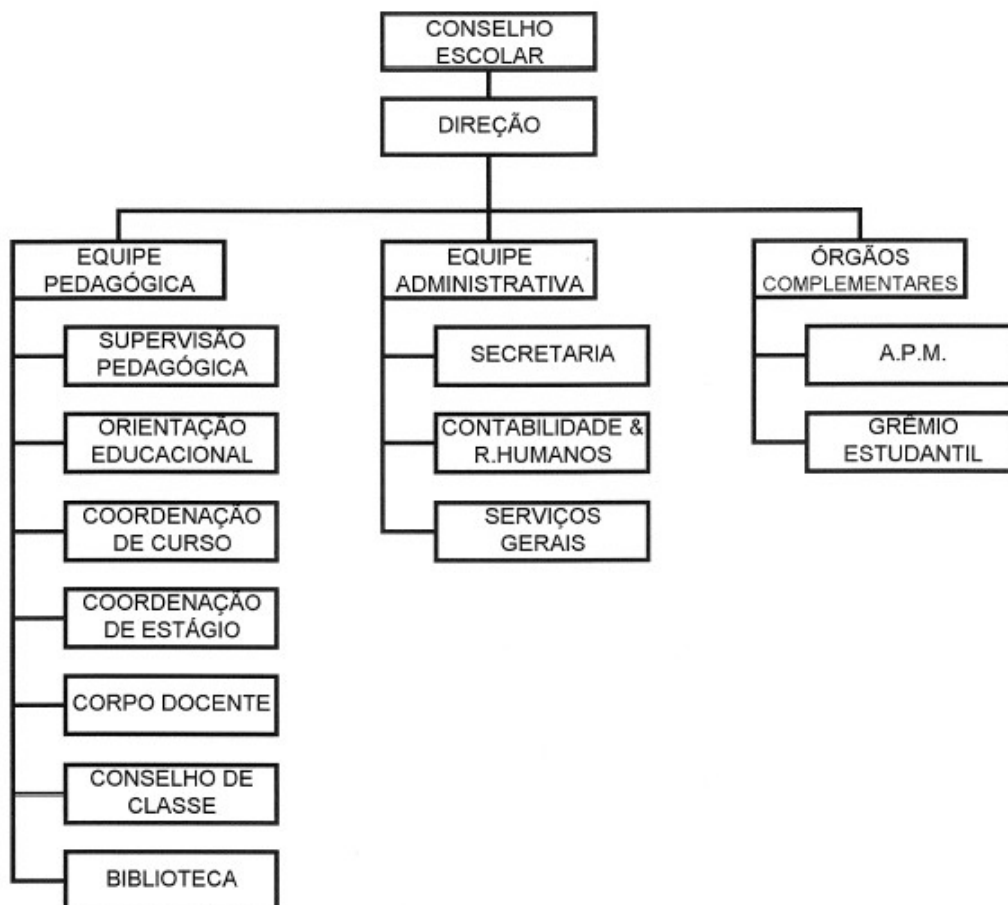 CONSELHO
ESCOLAR
DIREÇÃO
EQUIPE
PEDAGÓGICA
SUPERVISÃO
PEDAGÓGICA
ORIENTAÇÃO
EDUCACIONAL
COORDENAÇÃO
DE CURSO
COORDENAÇÃO
DE ESTÁGIO
CORPO DOCENTE
CONSELHO DE
CLASSE
BIBLIOTECA
EQUIPE
ADMINISTRATIVA
SECRETARIA
CONTABILIDADE &
R.HUMANOS
SERVIÇOS
GERAIS
ÓRGÃOS
COMPLEMENTARES
A.P.M.
GRÊMIO
ESTUDANTIL